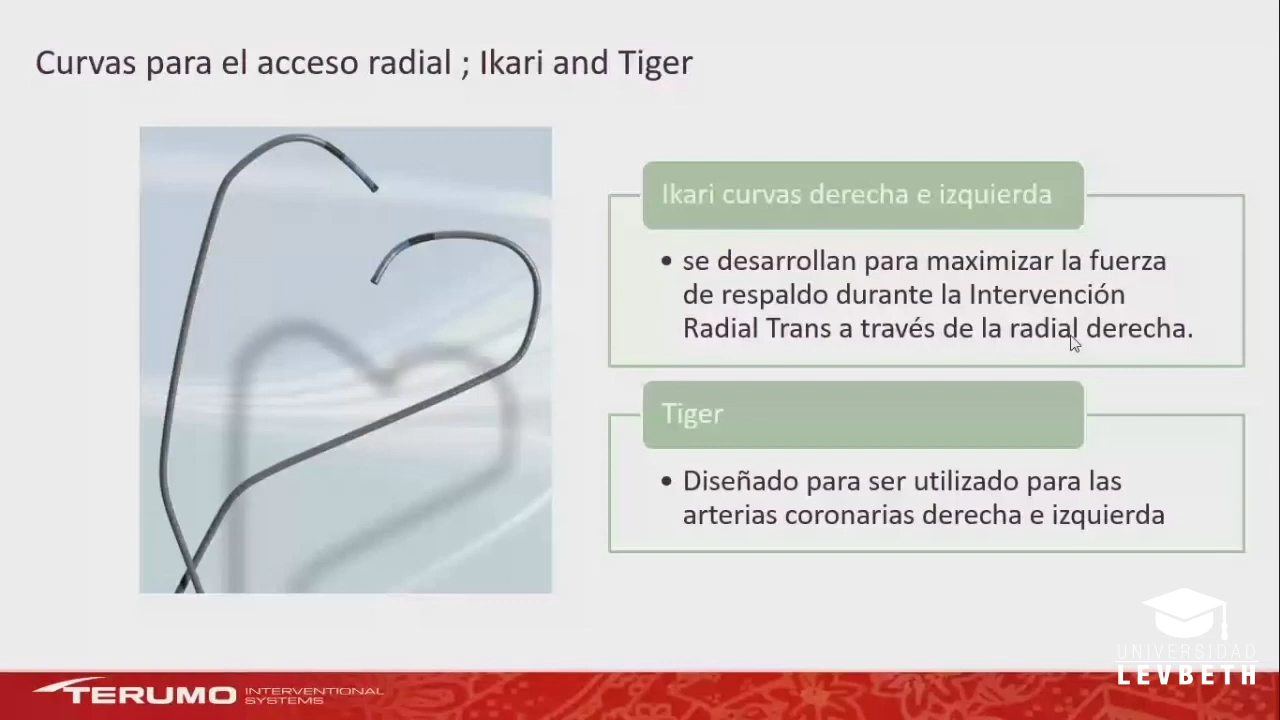 Curvas para el acceso radial ; Ikari and Tiger
Ikari curvas derecha e izquierda
• se desarrollan para maximizar la fuerza
de respaldo durante la Intervención
Radial Trans a través de la radial derecha.
Tiger
• Diseñado para ser utilizado para las
arterias coronarias derecha e izquierda
UNIVERSIDAD
LEVBETH
TERUMO
INTERVENTIONAL
SYSTEMS